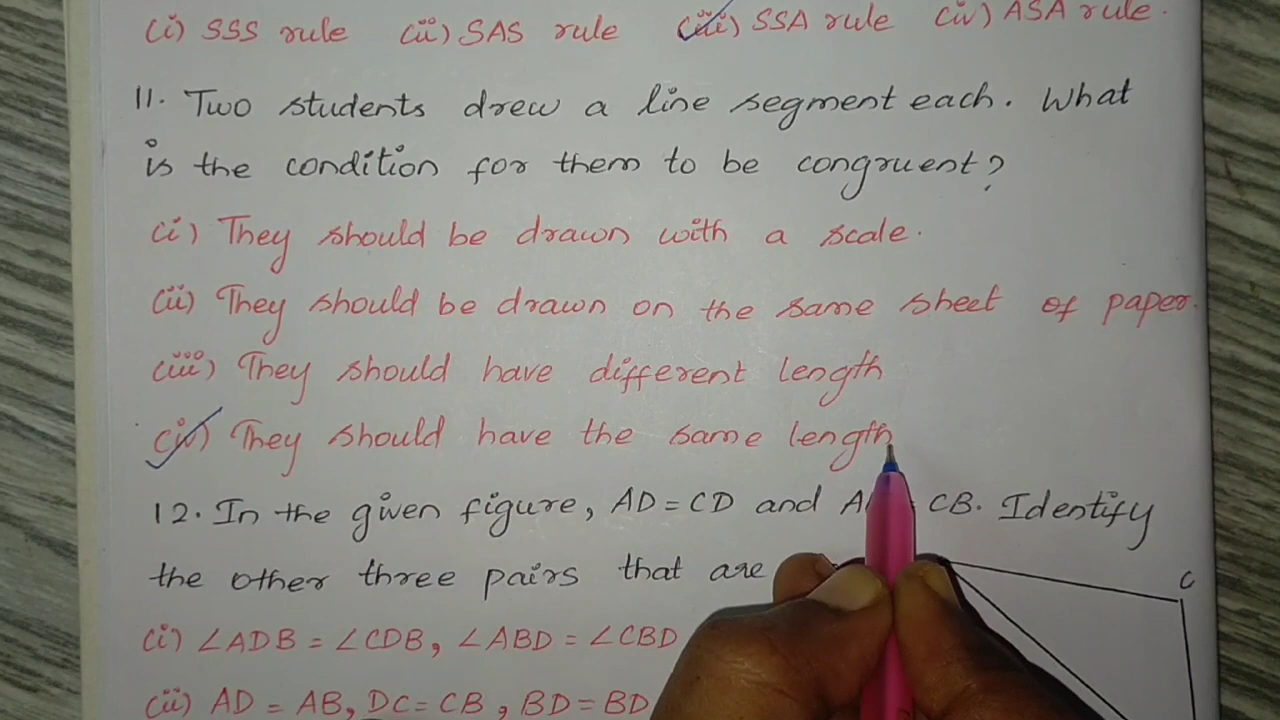 (i) SSS rule (ii) SAS rule (iii) SSA rule (iv) ASA rule.
11. Two students drew a line segment each. What
is the condition for them to be congruent?
(i) They should be drawn with a scale.
(ii) They should be drawn on the same sheet of paper.
(iii) They should have different length
(iv) They should have the same length
12. In the given figure, AD = CD and CB. Identify
the other three pairs that are
C
(i) ∠ADB = ∠CDB, ∠ABD = ∠CBD
(ii) AD = AB, DC = CB, BD = BD